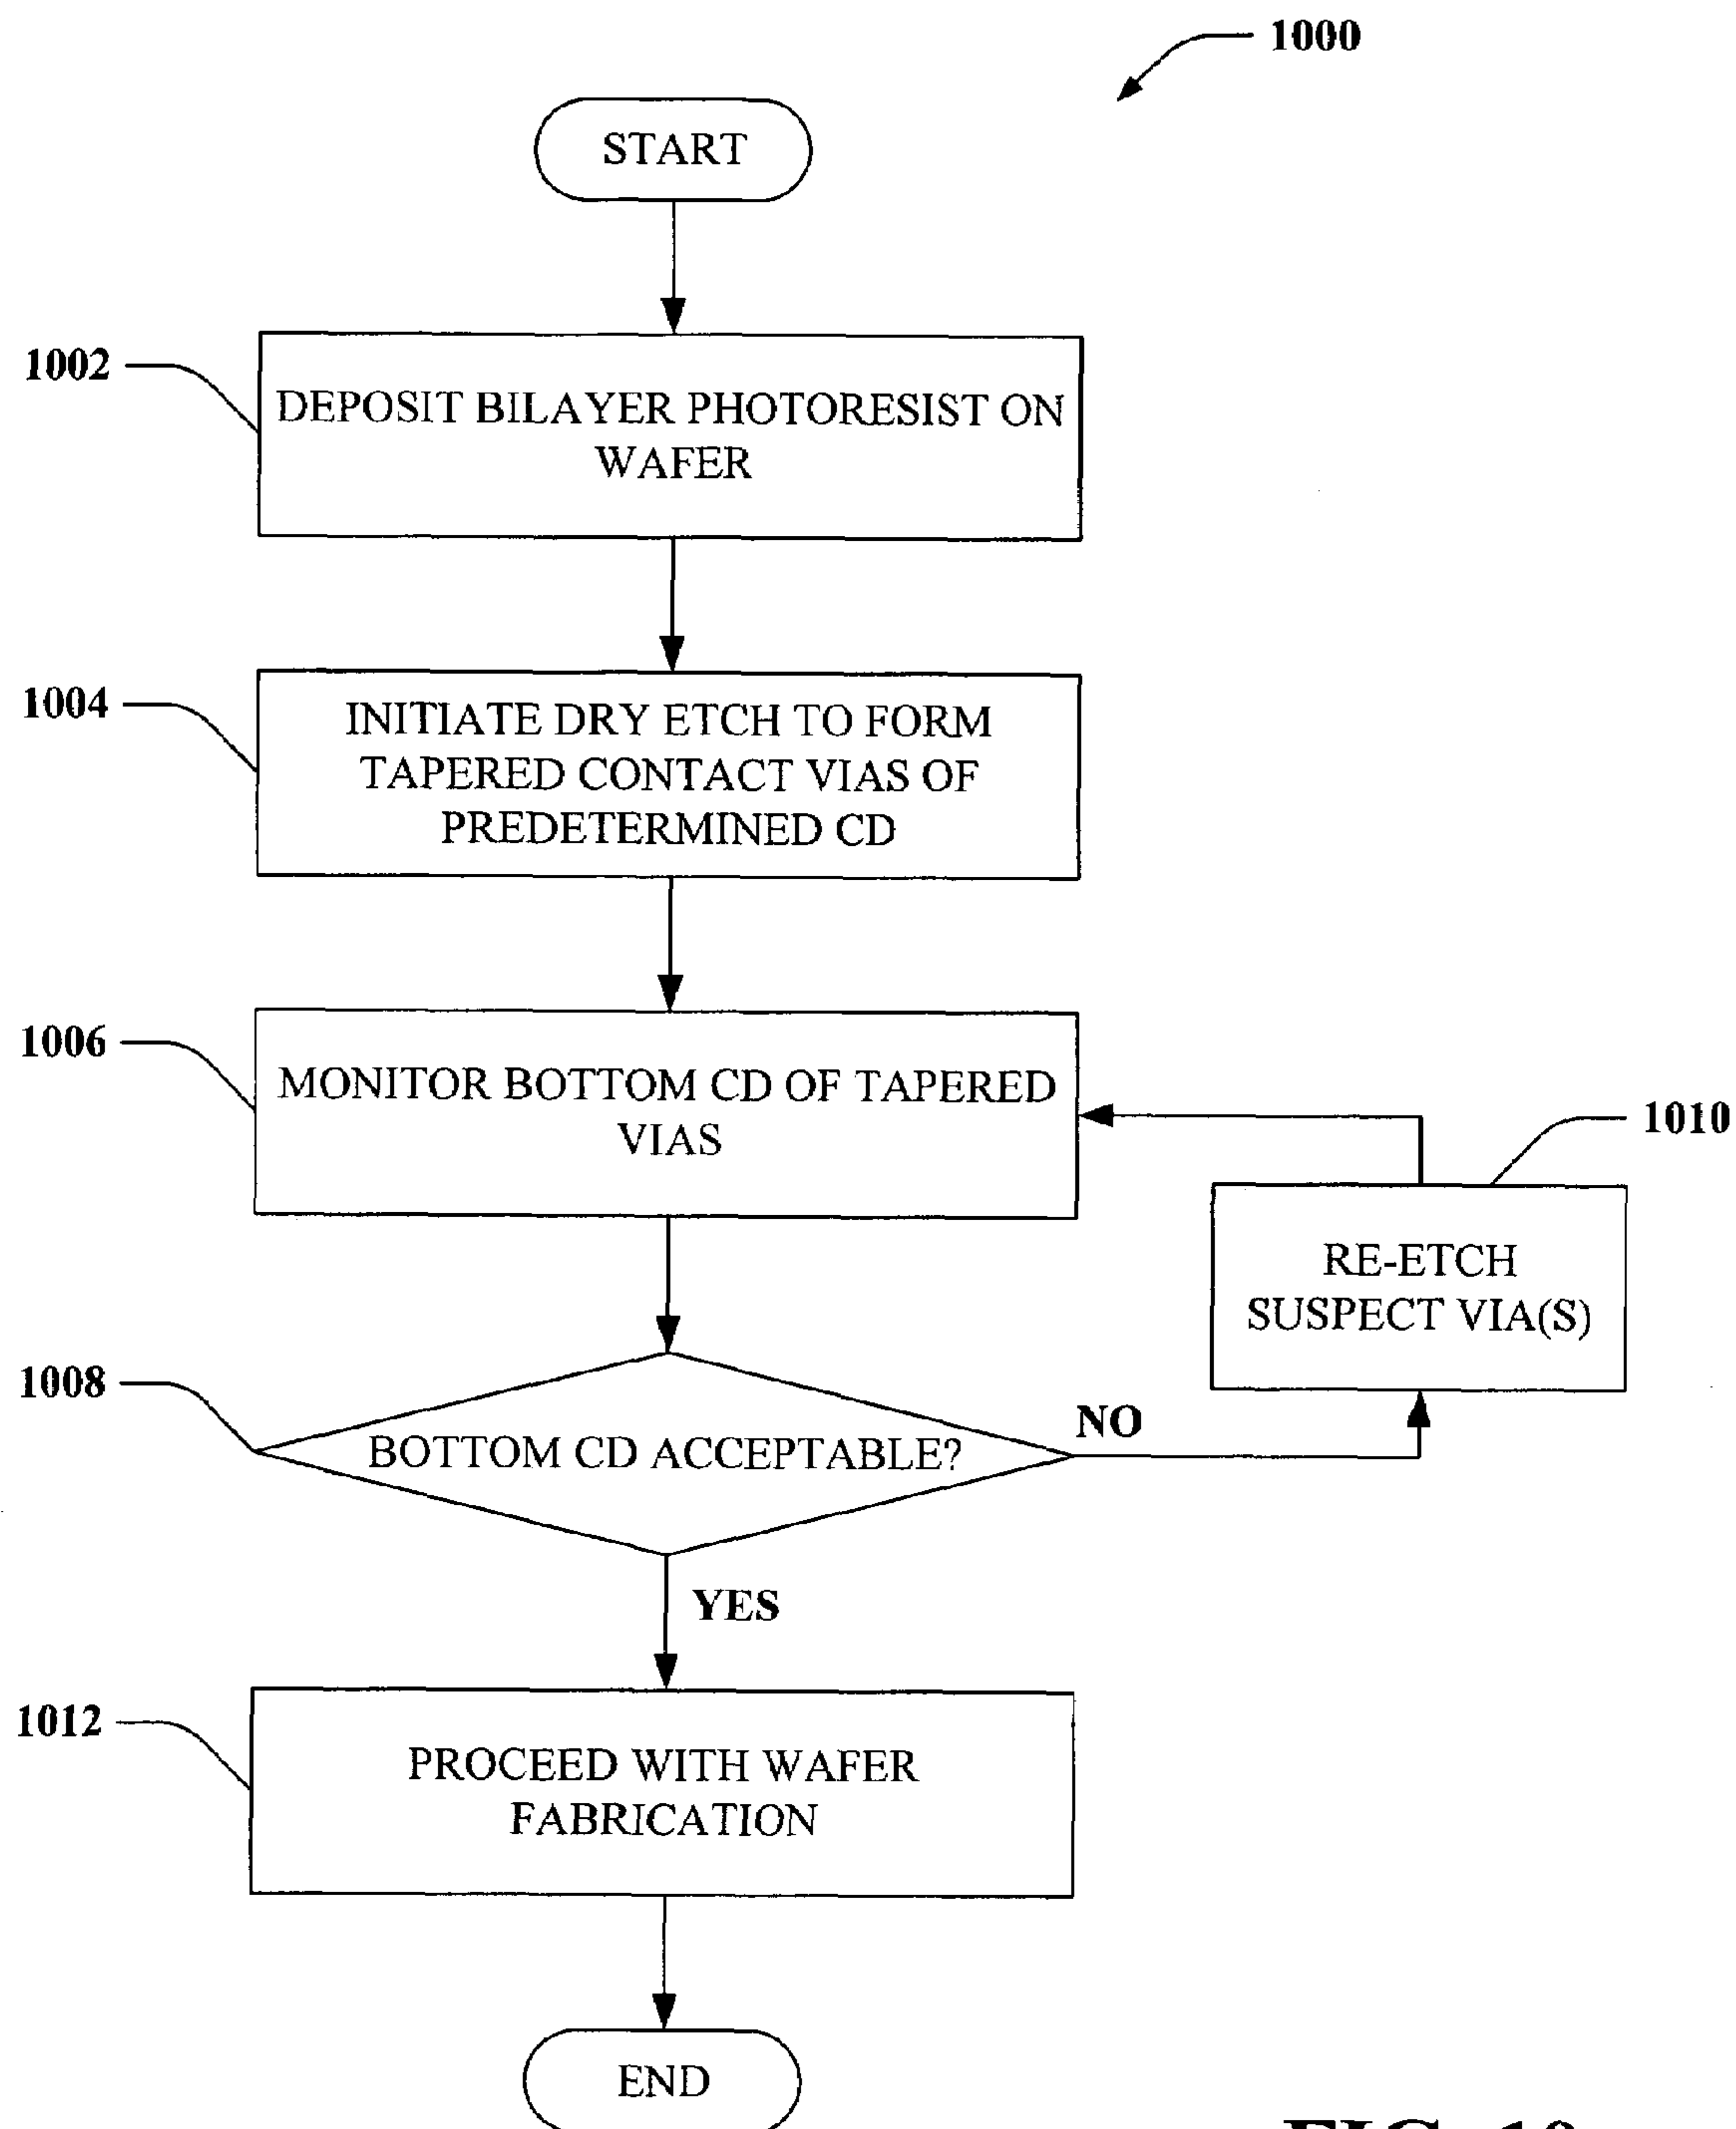 1000
START
1002
DEPOSIT BILAYER PHOTORESIST ON
WAFER
1004
INITIATE DRY ETCH TO FORM
TAPERED CONTACT VIAS OF
PREDETERMINED CD
1006
MONITOR BOTTOM CD OF TAPERED
VIAS
1010
RE-ETCH
SUSPECT VIA(S)
1008
BOTTOM CD ACCEPTABLE?
NO
YES
1012
PROCEED WITH WAFER
FABRICATION
END